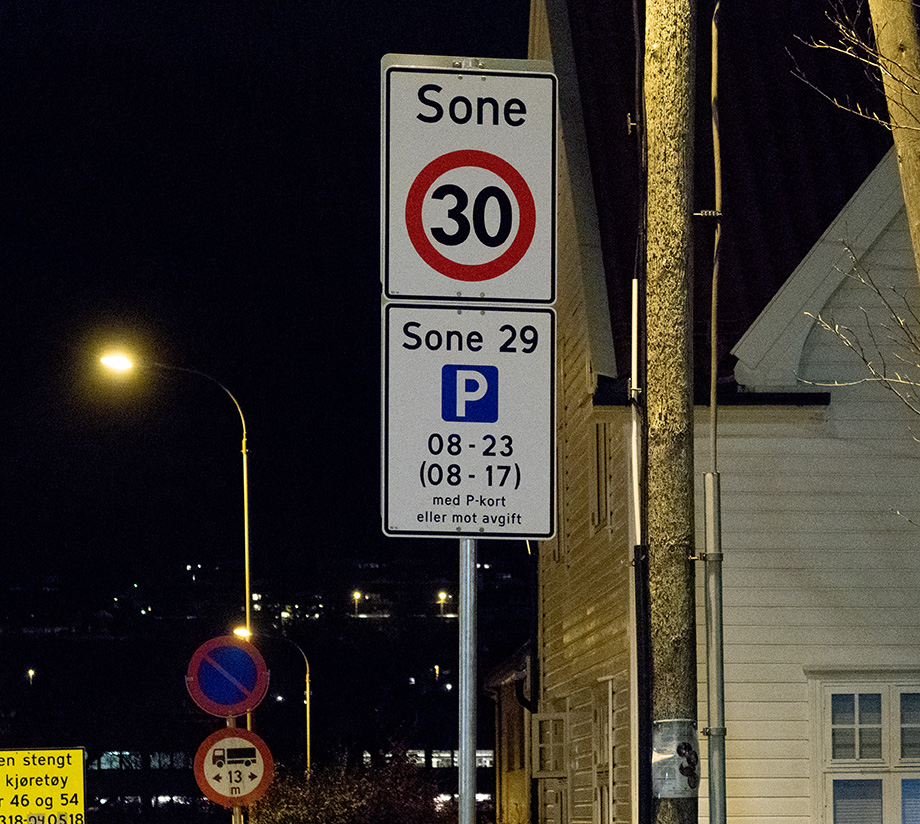 Sone
30
Sone 29
P
08 - 23
(08 - 17)
med P-kort
eller mot avgift
13
m
en stengt
kjøretøy
46 og 54